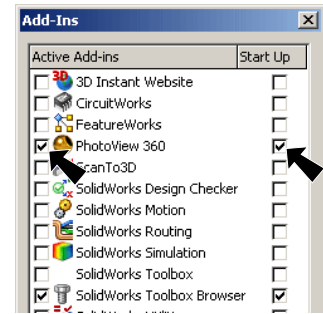 Add-Ins
Active Add-ins Start Up
3D Instant Website
CircuitWorks
FeatureWorks
PhotoView 360
ScanTo3D
SolidWorks Design Checker
SolidWorks Motion
SolidWorks Routing
SolidWorks Simulation
SolidWorks Toolbox
SolidWorks Toolbox Browser